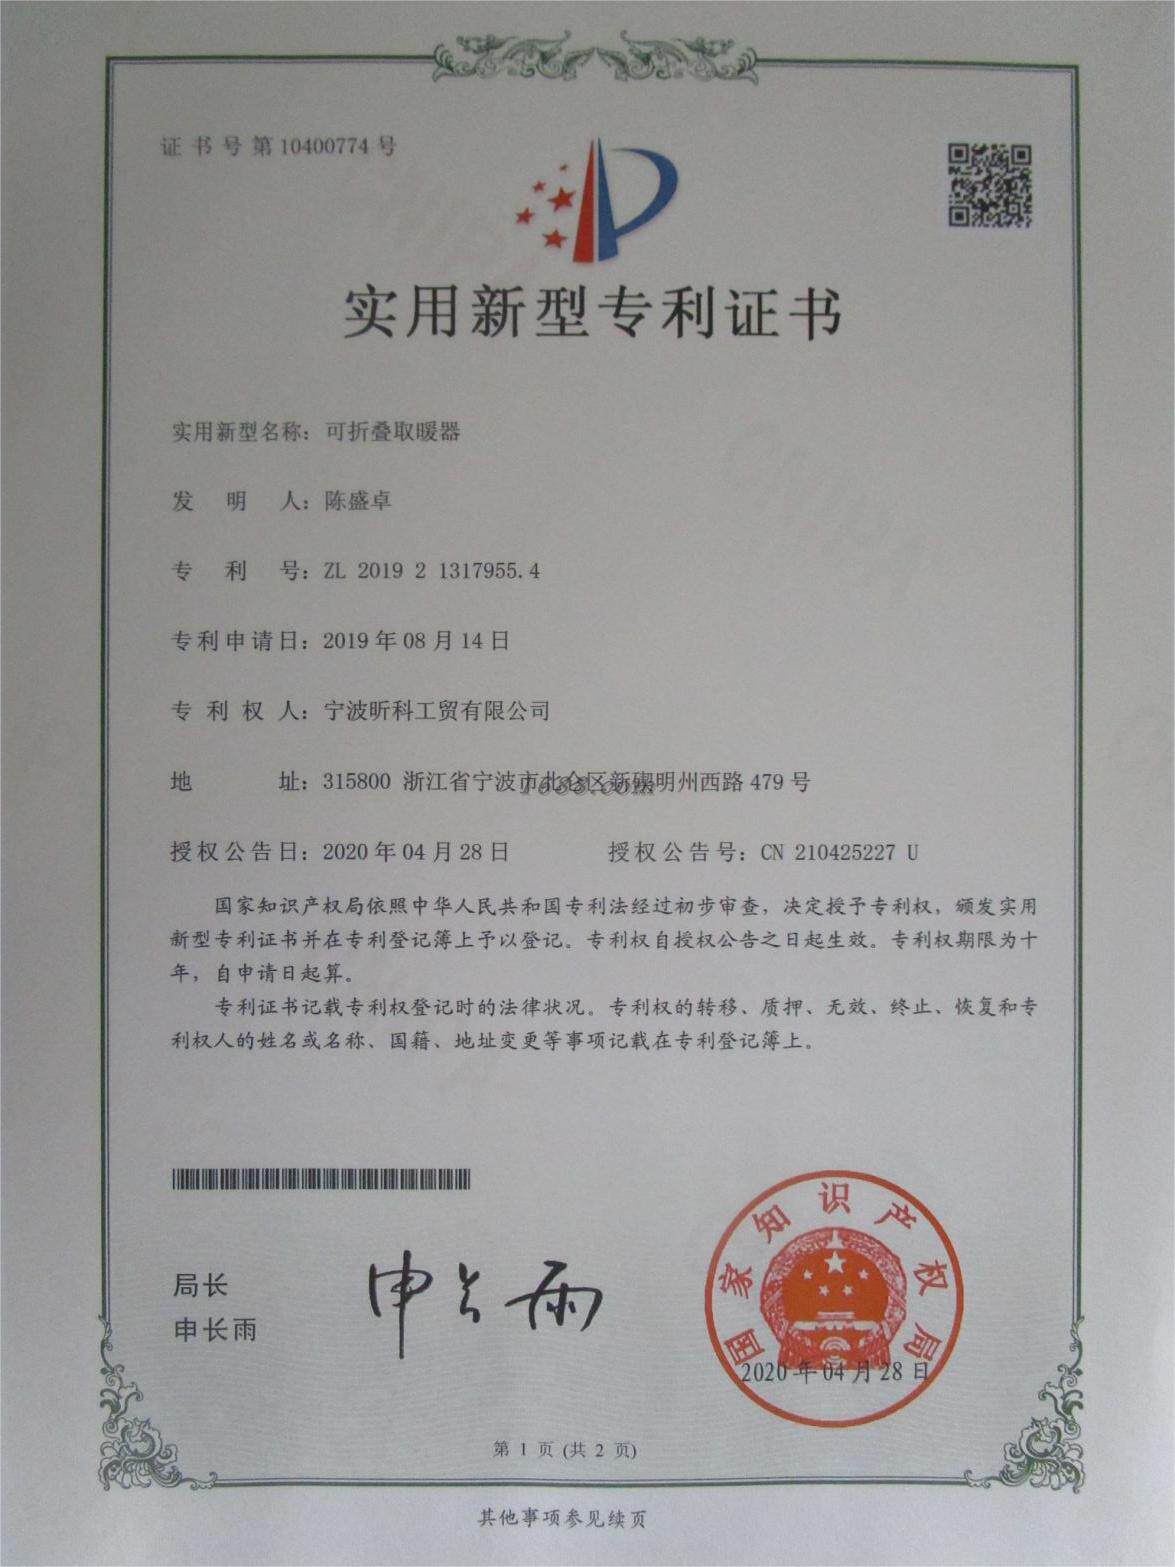 证书号第10400774号
实用新型专利证书
实用新型名称：可折叠取暖器
发明人：陈盛卓
专利号：ZL 2019 2 1317955.4
专利申请日：2019年08月14日
专利权人：宁波昕科工贸有限公司
地址：315800 浙江省宁波市北仑区新碶明州西路479号
1688.com
授权公告日：2020年04月28日 授权公告号：CN 210425227 U
国家知识产权局依照中华人民共和国专利法经过初步审查，决定授予专利权，颁发实用
新型专利证书并在专利登记簿上予以登记。专利权自授权公告之日起生效。专利权期限为十
年，自申请日起算。
专利证书记载专利权登记时的法律状况。专利权的转移、质押、无效、终止、恢复和专
利权人的姓名或名称、国籍、地址变更等事项记载在专利登记簿上。
局长
申长雨
申长雨
国家知识产权局
2020年04月28日
第 1 页 (共 2 页)
其他事项参见续页